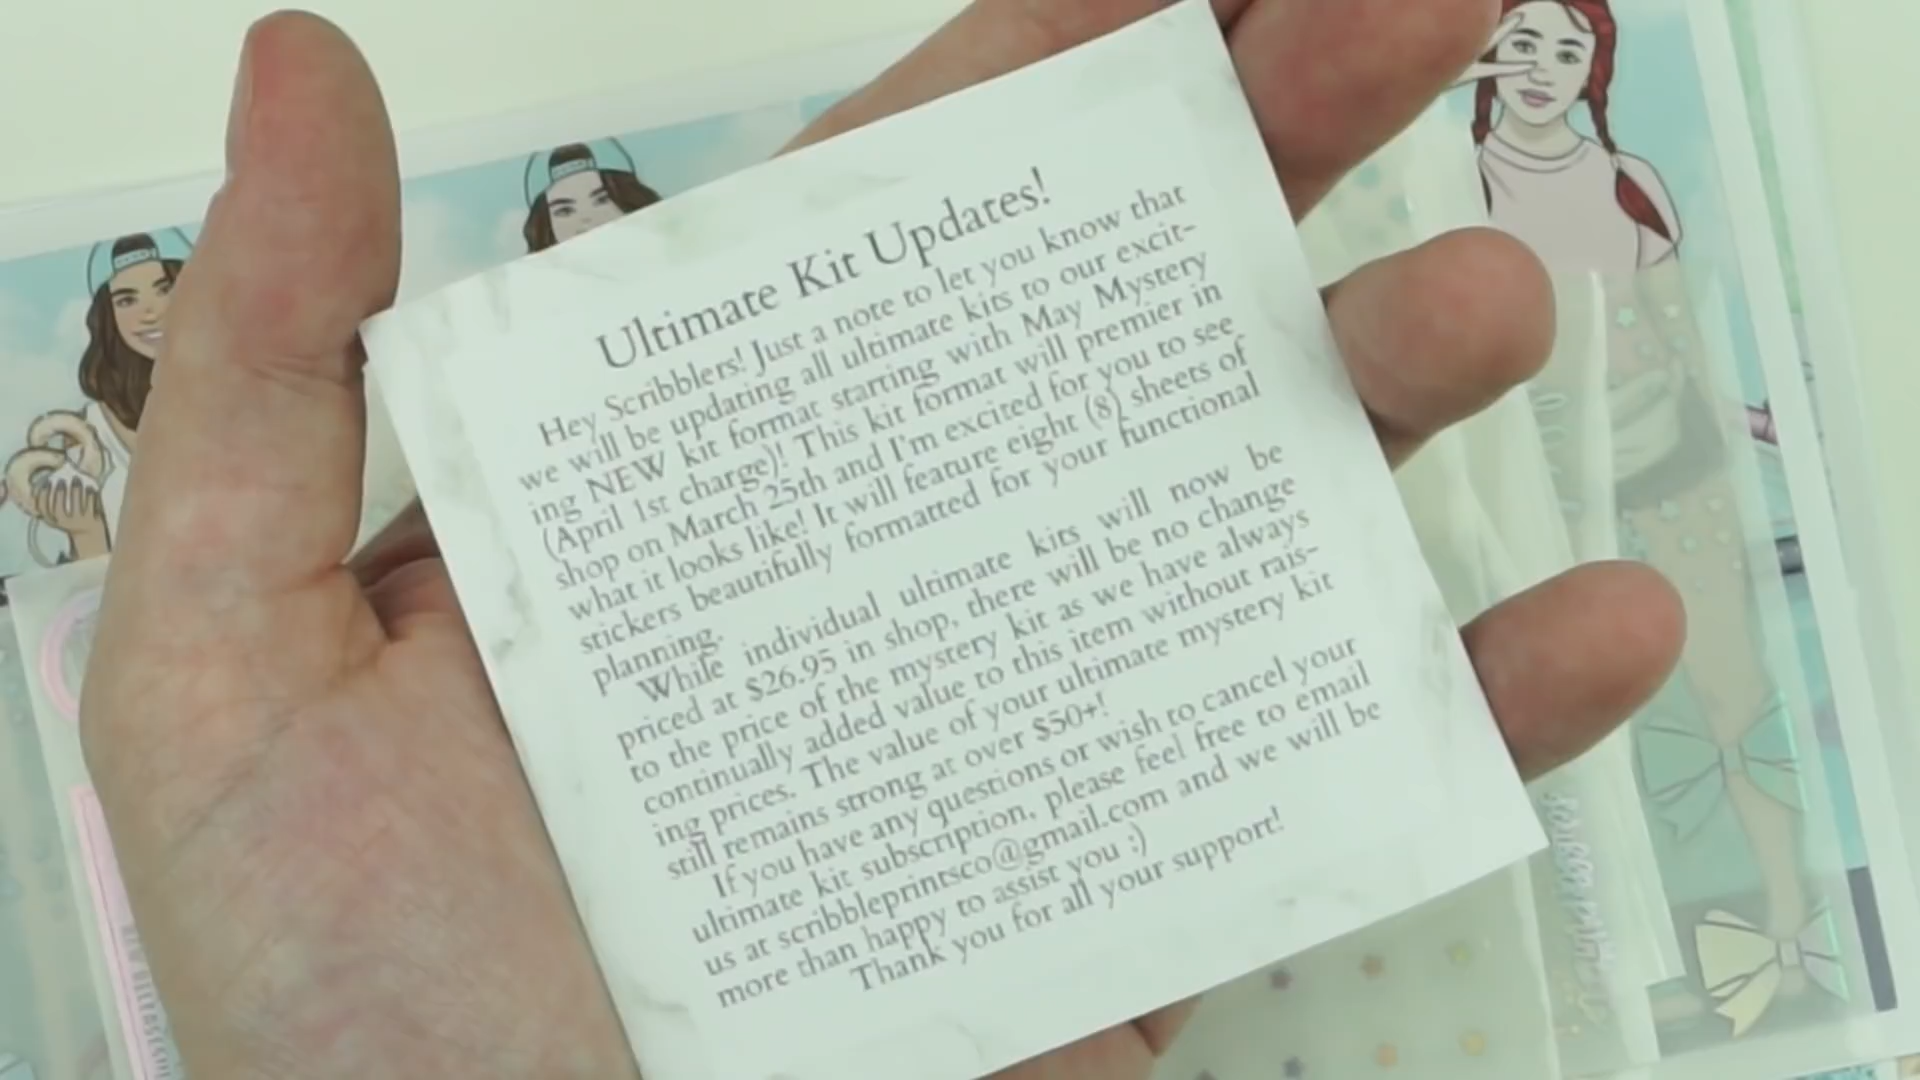 Ultimate Kit Updates!
Hey Scribblers! Just a note to let you know that
we will be updating all ultimate kits to our excit-
ing NEW kit format starting with May Mystery
(April 1st charge)! This kit format will premier in
shop on March 25th and I'm excited for you to see
what it looks like! It will feature eight (8) sheets of
stickers beautifully formatted for your functional
planning.
While individual ultimate kits will now be
priced at $26.95 in shop, there will be no change
to the price of the mystery kit as we have always
continually added value to this item without rais-
ing prices. The value of your ultimate mystery kit
still remains strong at over $50+!
If you have any questions or wish to cancel your
ultimate kit subscription, please feel free to email
us at scribbleprintsco@gmail.com and we will be
more than happy to assist you :)
Thank you for all your support!